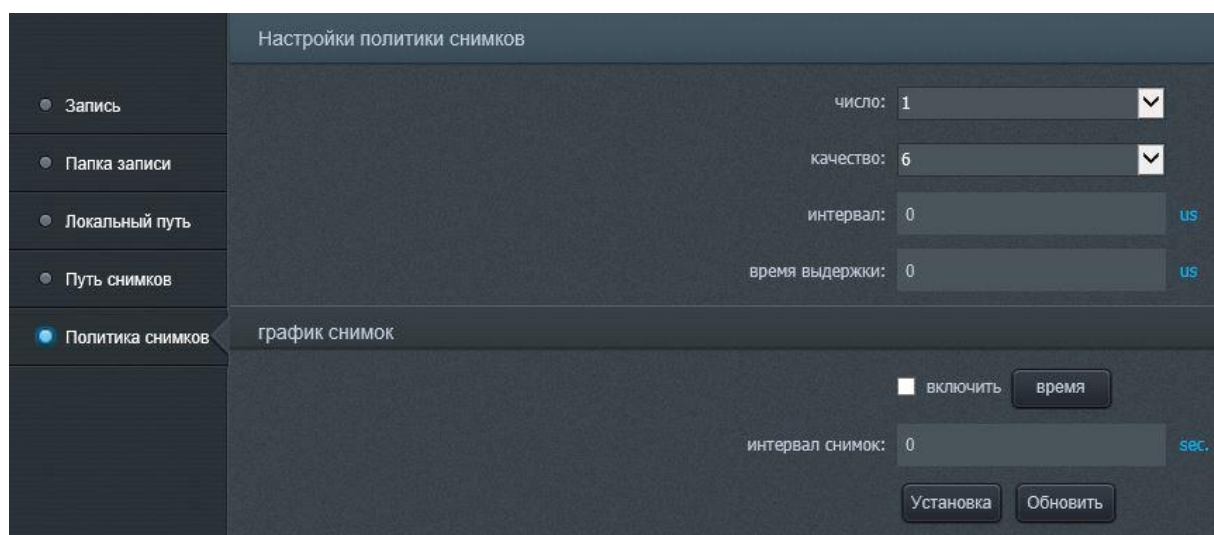 Настройки политики снимков
Запись
Папка записи
Локальный путь
Путь снимков
Политика снимков
число: 1
качество: 6
интервал: 0 us
время выдержки: 0 us
график снимок
включить время
интервал снимок: 0 sec.
Установка Обновить